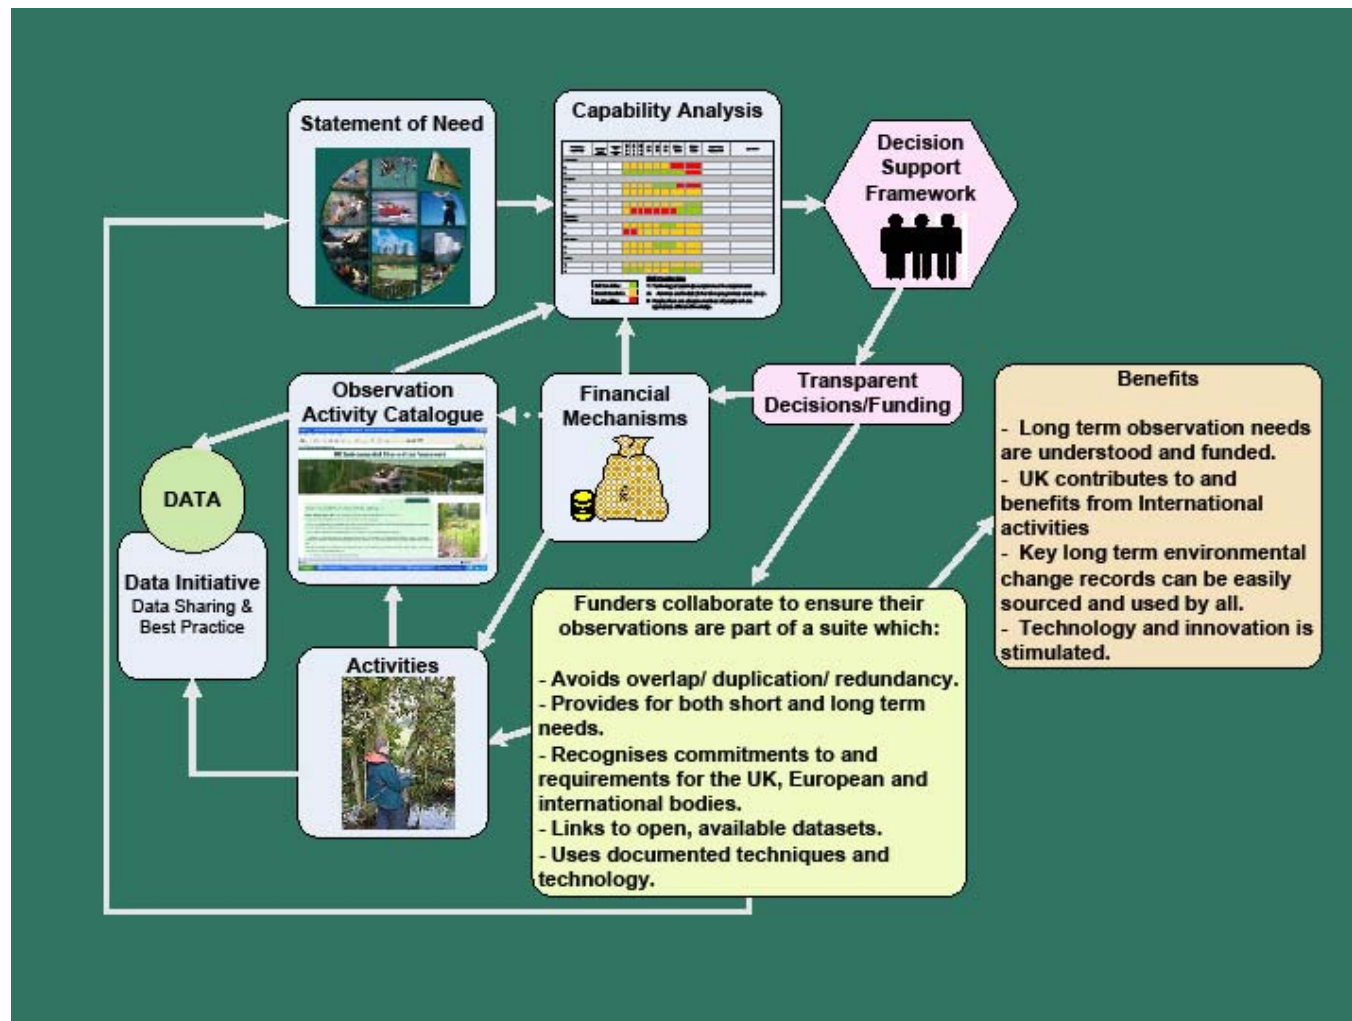 Statement of Need
Capability Analysis
Decision
Support
Framework
Observation
Activity Catalogue
Financial
Mechanisms
Transparent
Decisions/Funding
Benefits
- Long term observation needs
are understood and funded.
- UK contributes to and
benefits from International
activities
- Key long term environmental
change records can be easily
sourced and used by all.
- Technology and innovation is
stimulated.
DATA
Data Initiative
Data Sharing &
Best Practice
Activities
Funders collaborate to ensure their
observations are part of a suite which:
- Avoids overlap/ duplication/ redundancy.
- Provides for both short and long term
needs.
- Recognises commitments to and
requirements for the UK, European and
international bodies.
- Links to open, available datasets.
- Uses documented techniques and
technology.